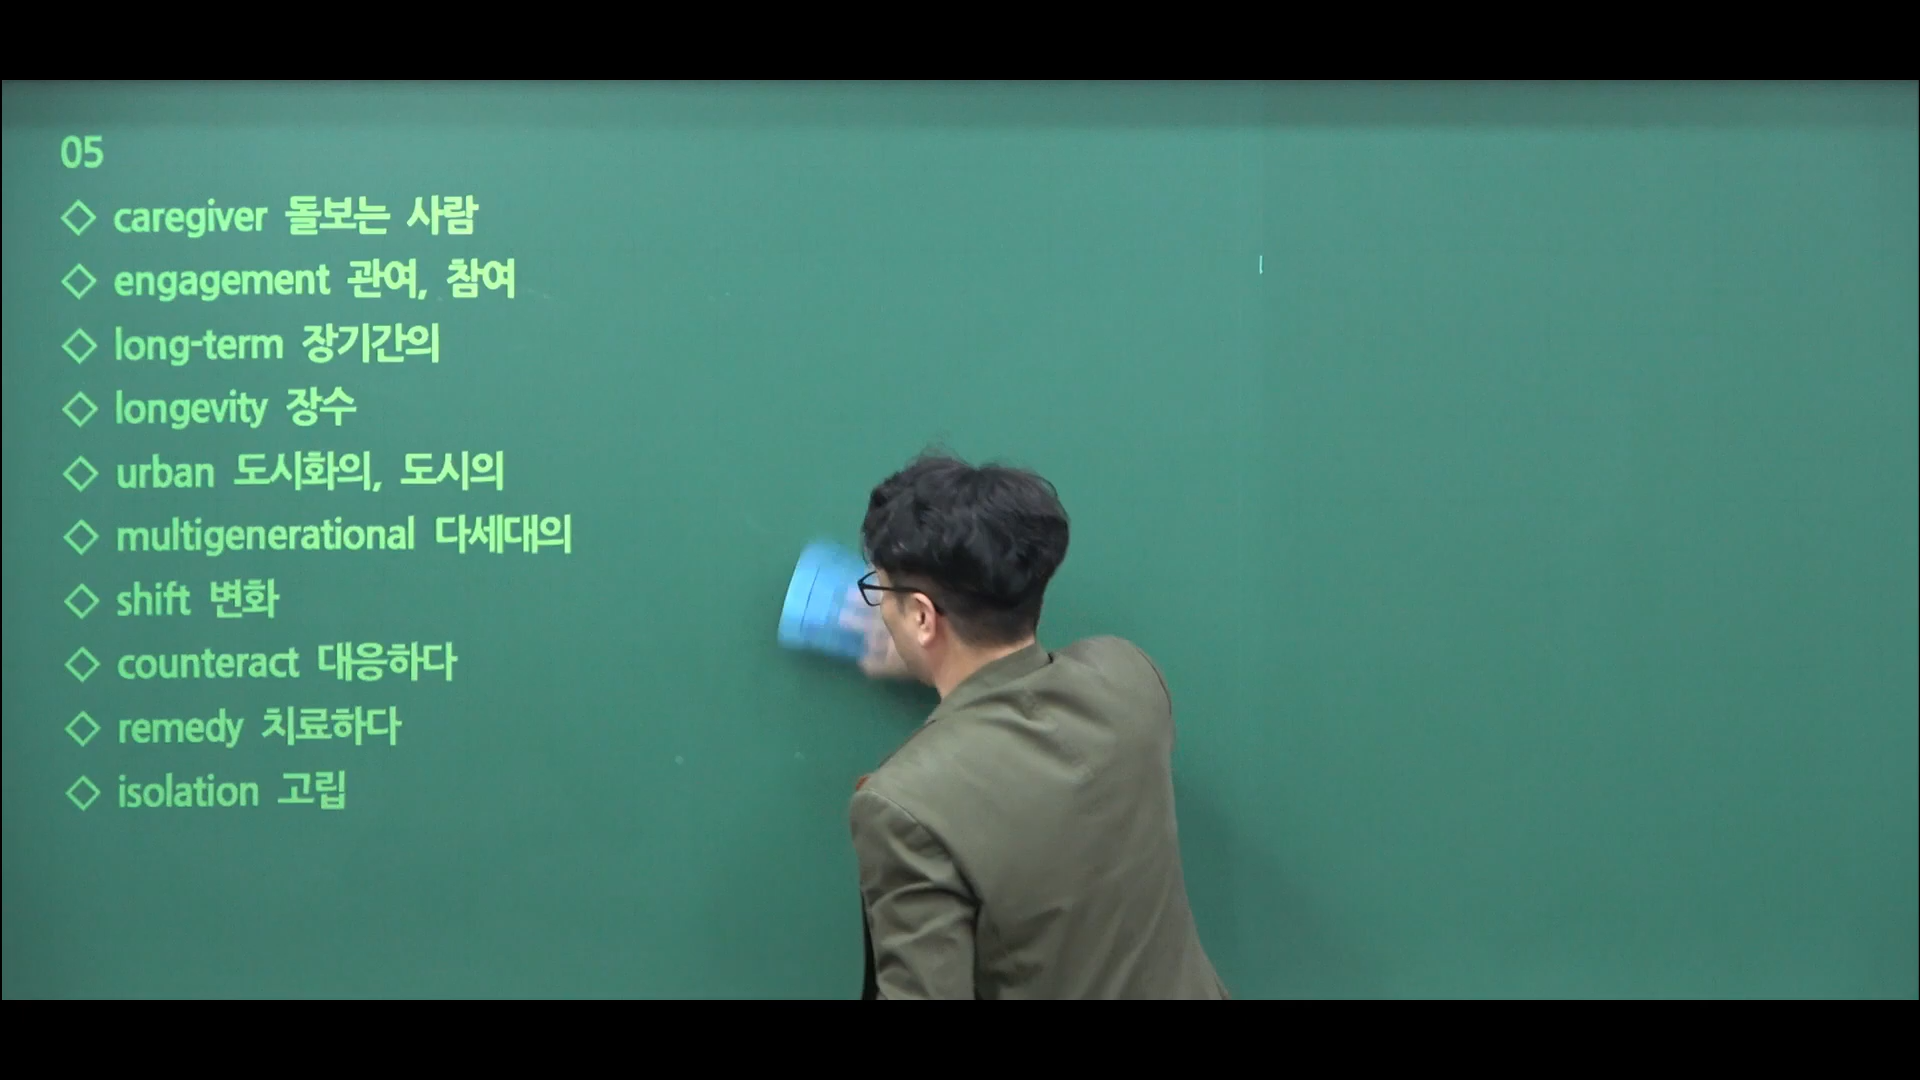 05
◇ caregiver 돌보는 사람
◇ engagement 관여, 참여
◇ long-term 장기간의
◇ longevity 장수
◇ urban 도시화의, 도시의
◇ multigenerational 다세대의
◇ shift 변화
◇ counteract 대응하다
◇ remedy 치료하다
◇ isolation 고립